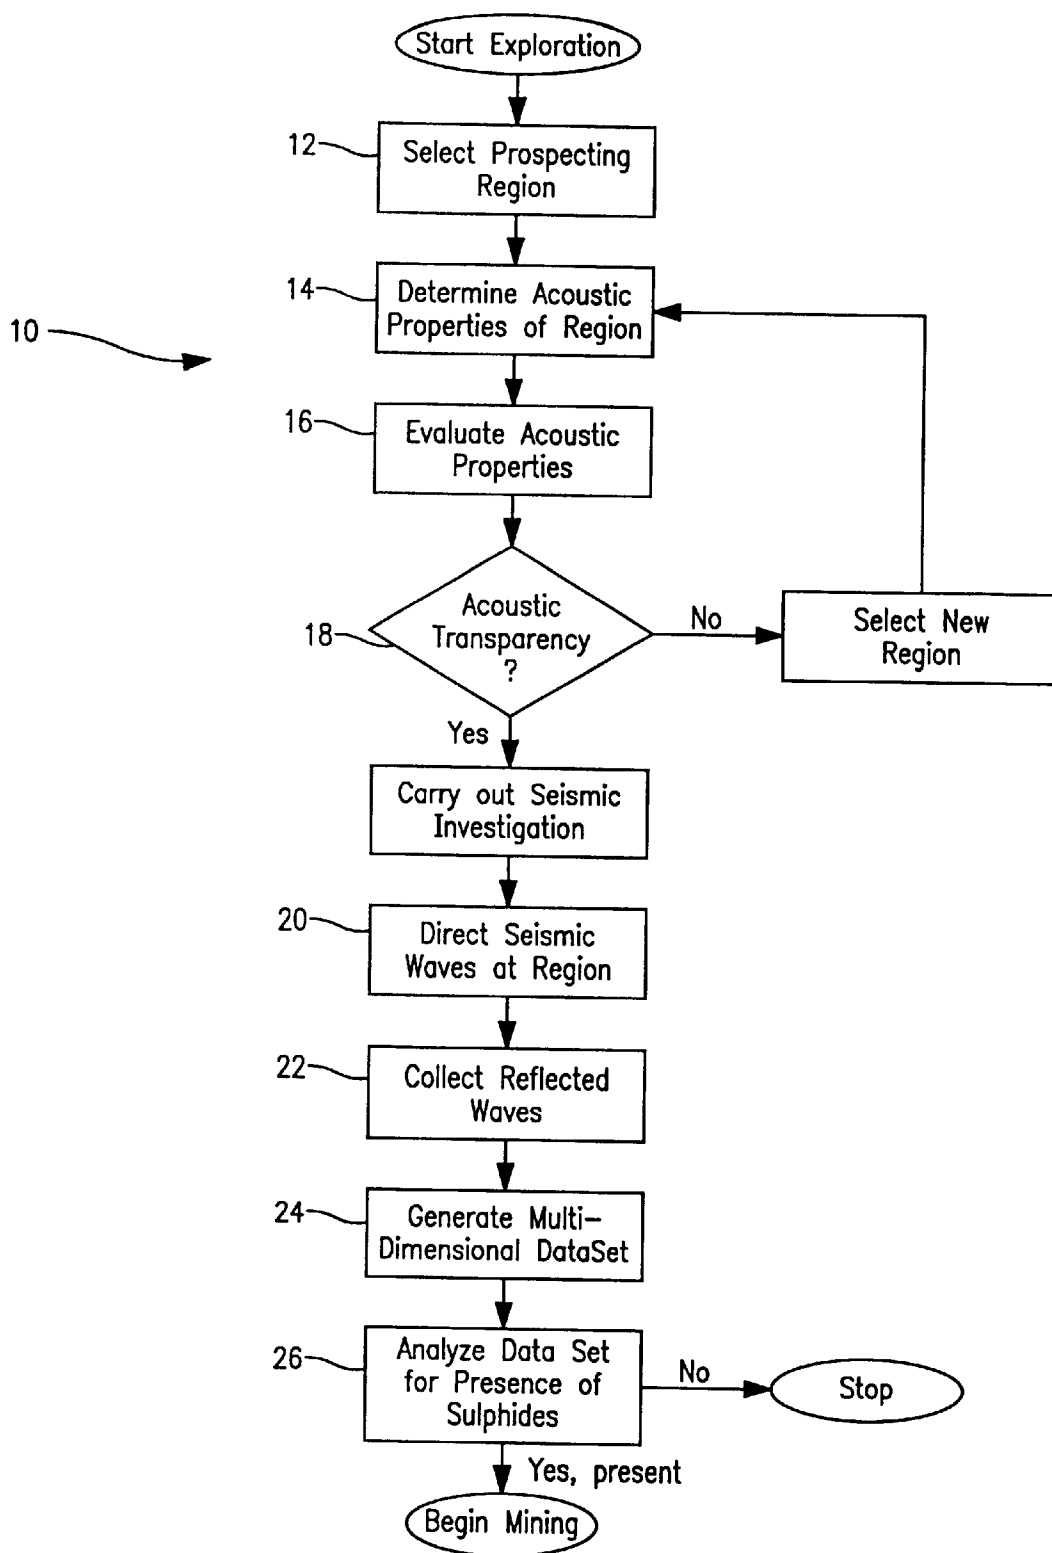 Start Exploration
12
Select Prospecting
Region
14
Determine Acoustic
Properties of Region
10
16
Evaluate Acoustic
Properties
Acoustic
Transparency
?
18
No
Select New
Region
Yes
Carry out Seismic
Investigation
20
Direct Seismic
Waves at Region
22
Collect Reflected
Waves
24
Generate Multi-
Dimensional DataSet
26
Analyze Data Set
for Presence of
Sulphides
No
Stop
Yes, present
Begin Mining